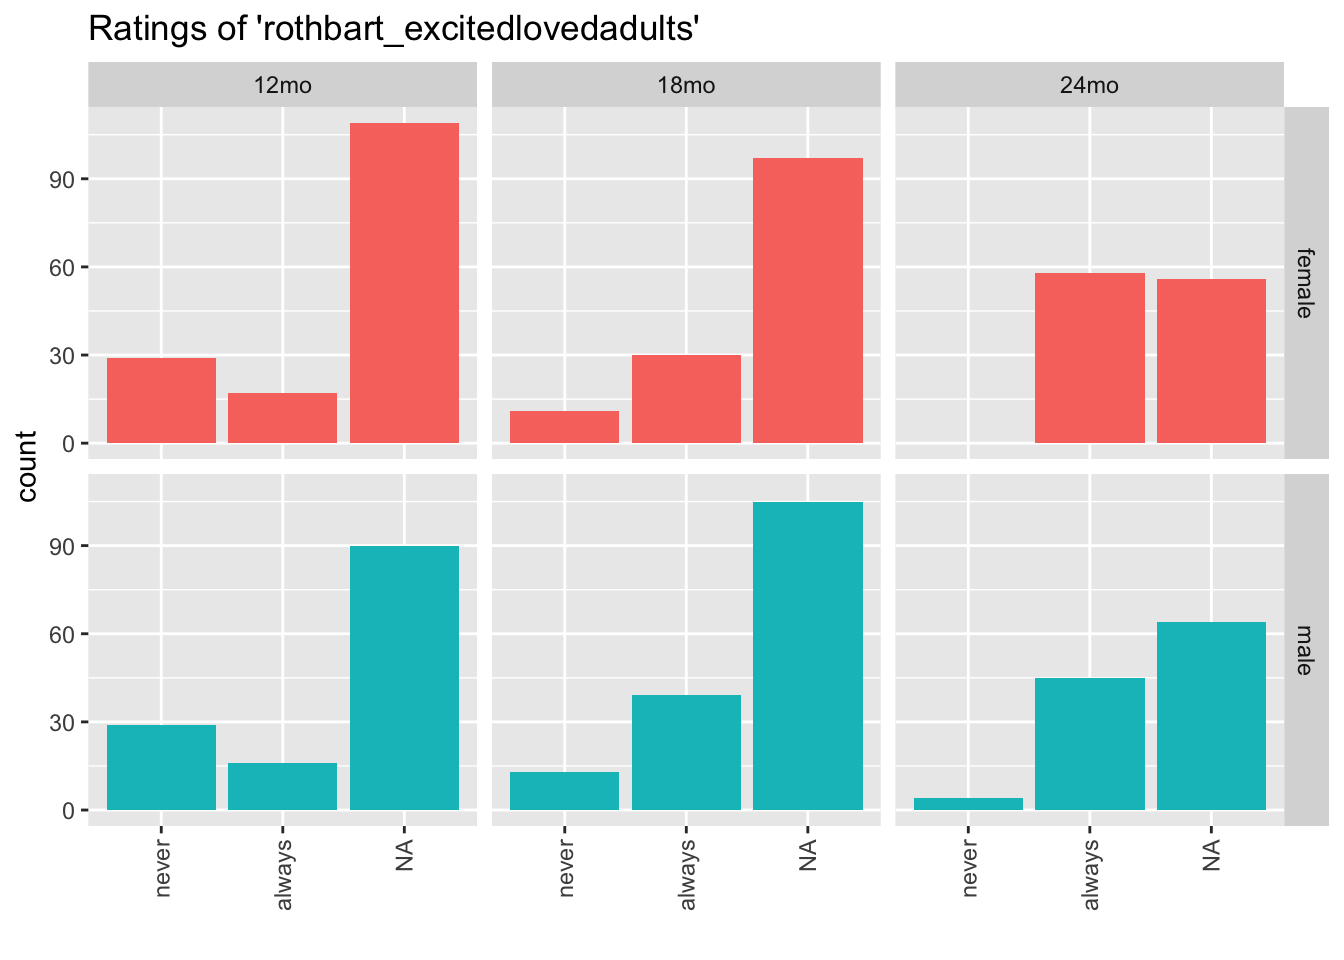 Ratings of 'rothbart_excitedlovedadults'
12mo 18mo 24mo
90
60
30
0
female
count
90
60
30
0
male
never always NA never always NA never always NA